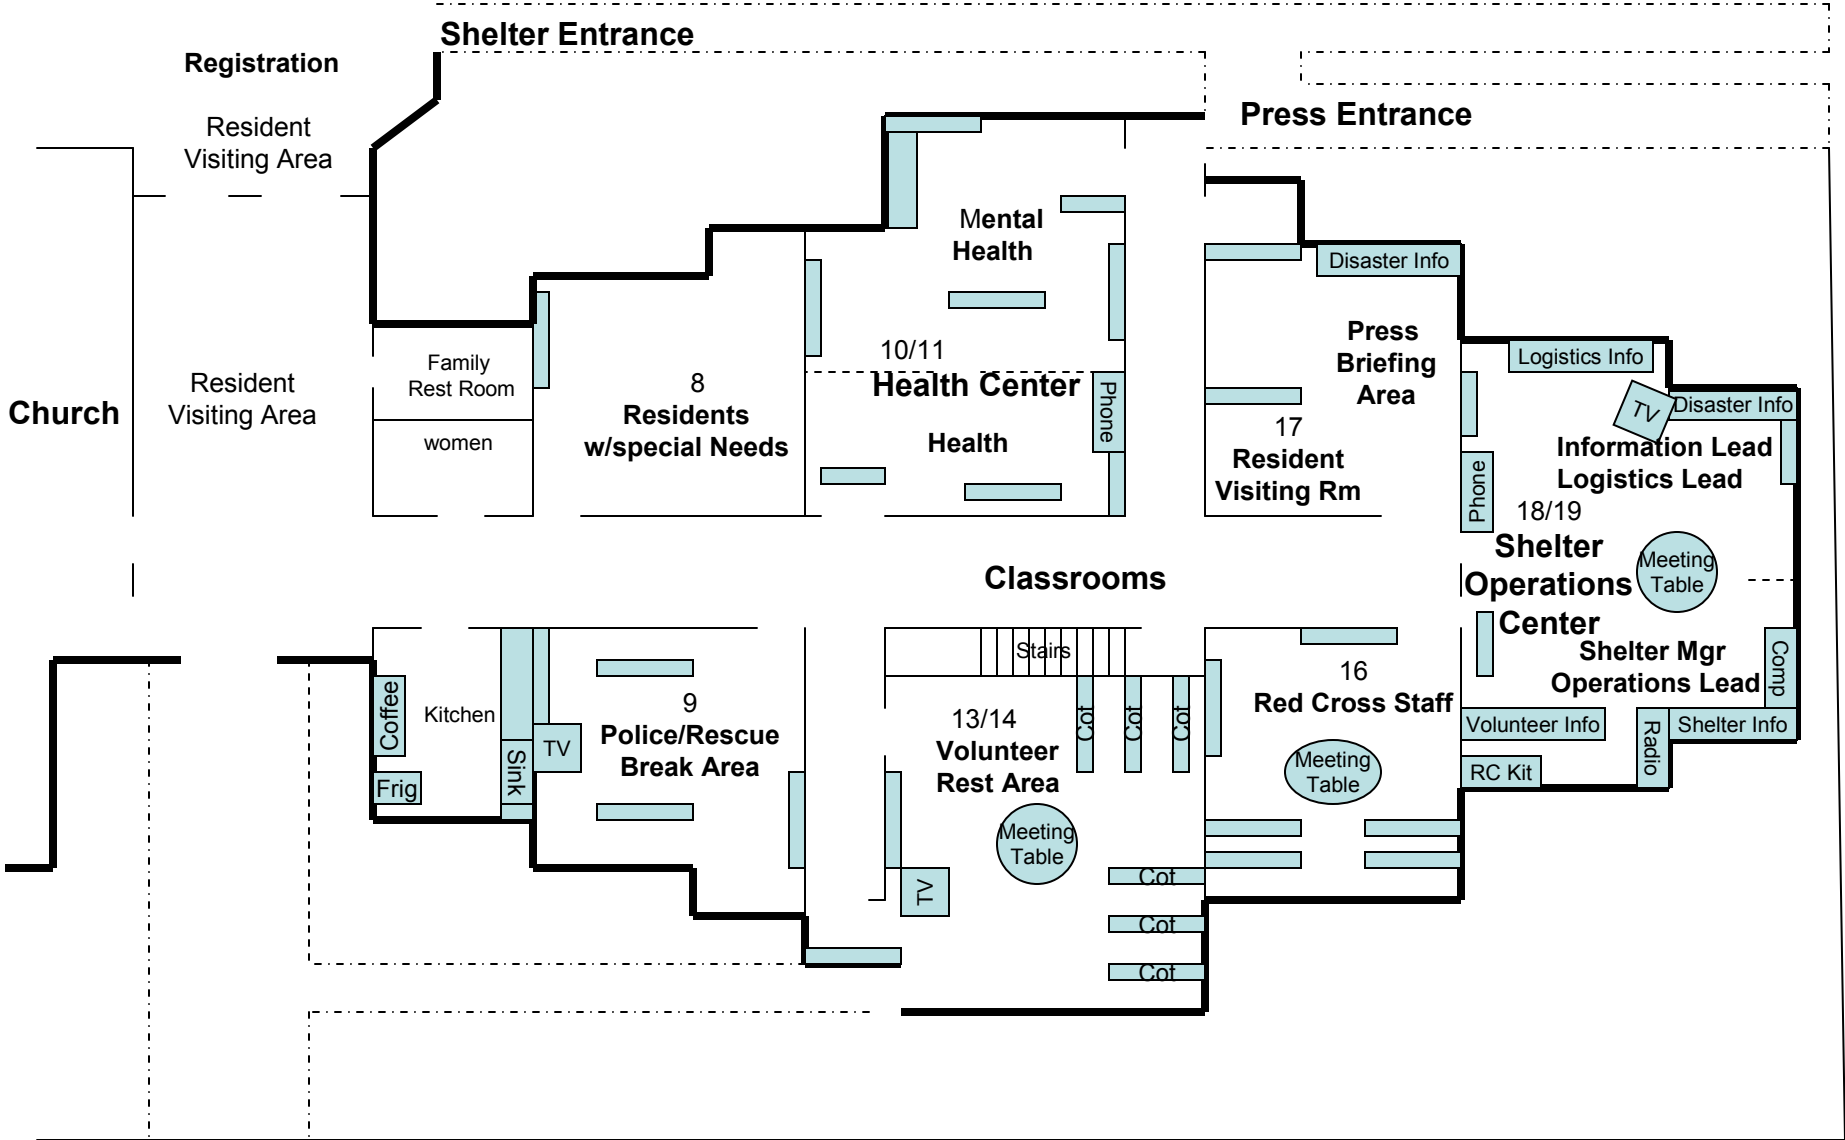 Shelter Entrance
Registration
Resident
Visiting Area
Press Entrance
Mental
Health
Disaster Info
Press
Briefing
Area
Logistics Info
TV
Disaster Info
Family
Rest Room
women
Resident
Visiting Area
Church
8
Residents
w/special Needs
10/11
Health Center
Phone
Health
17
Resident
Visiting Rm
Information Lead
Logistics Lead
Phone
18/19
Shelter
Operations
Center
Meeting
Table
Classrooms
Shelter Mgr
Operations Lead
Comp
Stairs
Coffee
Kitchen
Frig
Sink
TV
9
Police/Rescue
Break Area
13/14
Volunteer
Rest Area
Cot
Cot
Cot
16
Red Cross Staff
Meeting
Table
Volunteer Info
Radio
Shelter Info
RC Kit
Meeting
Table
TV
Cot
Cot
Cot